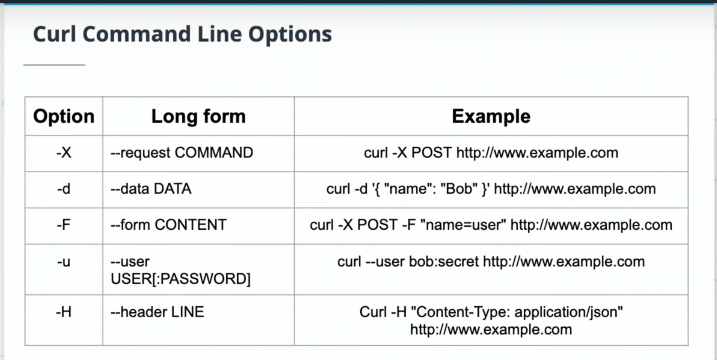 Curl Command Line Options
Option Long form Example
-X --request COMMAND curl -X POST http://www.example.com
-d --data DATA curl -d '{ "name": "Bob" }' http://www.example.com
-F --form CONTENT curl -X POST -F "name=user" http://www.example.com
-u --user curl --user bob:secret http://www.example.com
USER[:PASSWORD]
-H --header LINE Curl -H "Content-Type: application/json"
http://www.example.com